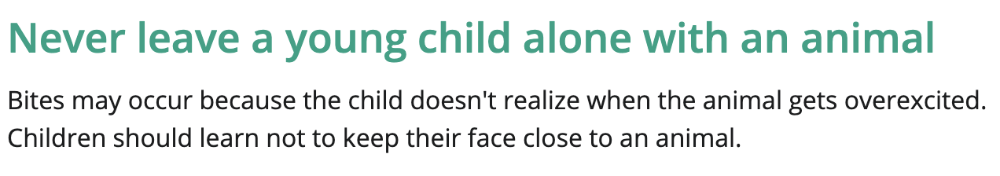 Never leave a young child alone with an animal
Bites may occur because the child doesn't realize when the animal gets overexcited.
Children should learn not to keep their face close to an animal.